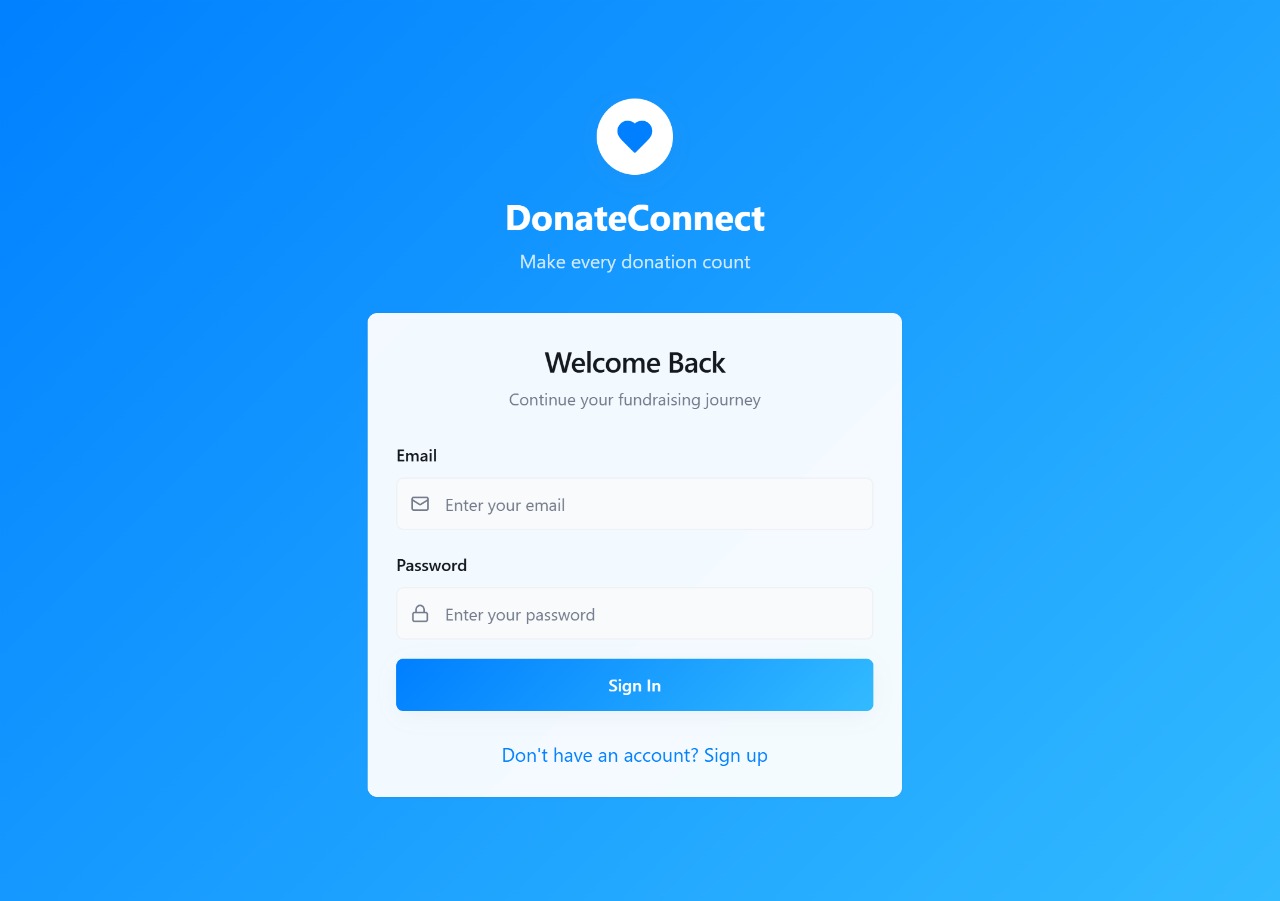 DonateConnect
Make every donation count
Welcome Back
Continue your fundraising journey
Email
Enter your email
Password
Enter your password
Sign In
Don't have an account? Sign up